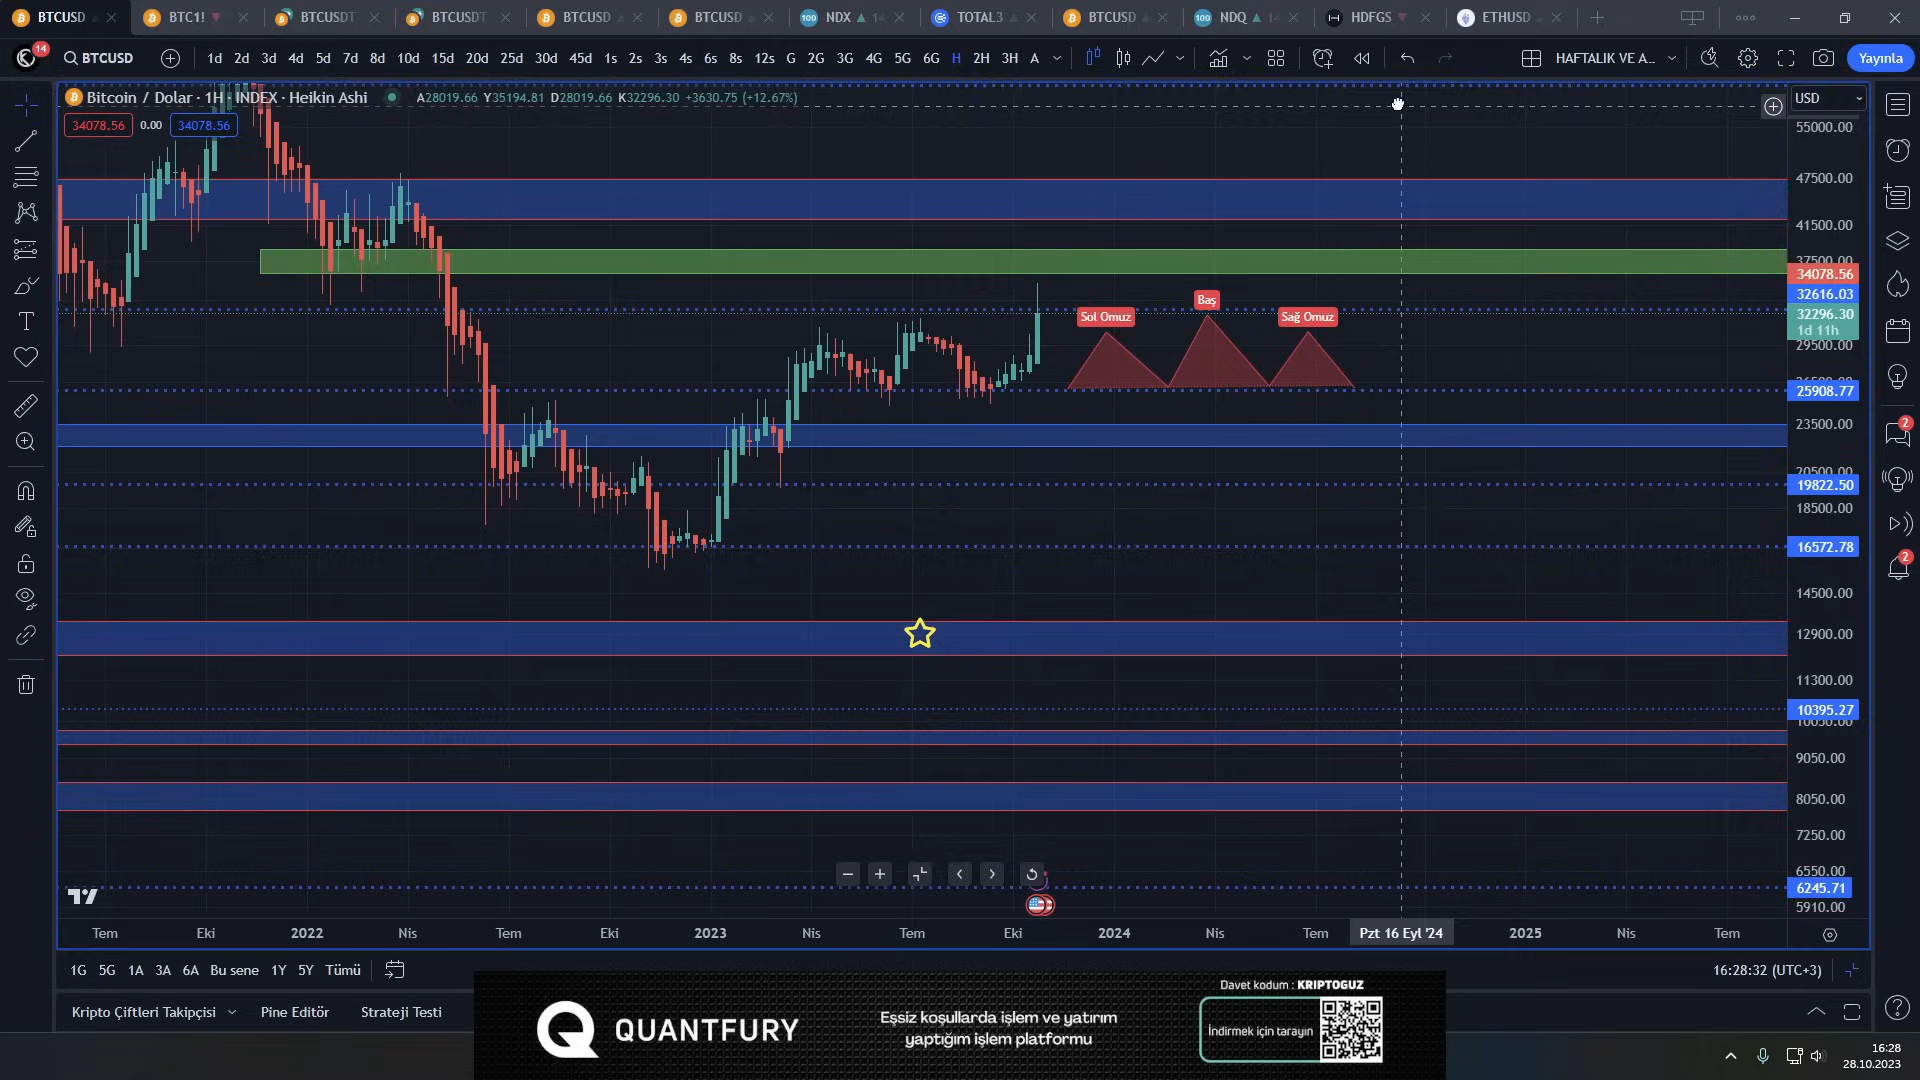 BTCUSD
BTC1!
BTCUSDT
BTCUSDT
BTCUSD
BTCUSD
NDX
TOTAL3
BTCUSD
NDQ
HDFGS
ETHUSD
14
BTCUSD
1d 2d 3d 4d 5d 7d 8d 10d 15d 20d 25d 30d 45d 1s 2s 3s 4s 6s 8s 12s G 2G 3G 4G 5G 6G H 2H 3H A
HAFTALIK VE A...
Yayınla
Bitcoin / Dolar · 1H · INDEX · Heikin Ashi
A28019.66 Y35194.81 D28019.66 K32296.30 +3630.75 (+12.67%)
34078.56 0.00 34078.56
USD
55000.00
47500.00
41500.00
37500.00
34078.56
32616.03
32296.30
1d 11h
29500.00
25908.77
23500.00
20500.00
19822.50
18500.00
16572.78
14500.00
12900.00
11300.00
10395.27
10050.00
9050.00
8050.00
7250.00
6550.00
6245.71
5910.00
Sol Omuz
Baş
Sağ Omuz
2
2
Tem Eki 2022 Nis Tem Eki 2023 Nis Tem Eki 2024 Nis Tem Pzt 16 Eyl '24 2025 Nis Tem
1G 5G 1A 3A 6A Bu sene 1Y 5Y Tümü
16:28:32 (UTC+3)
Kripto Çiftleri Takipçisi
Pine Editör
Strateji Testi
QUANTFURY
Eşsiz koşullarda işlem ve yatırım
yaptığım işlem platformu
Davet kodum : KRIPTOGUZ
İndirmek için tarayın
16:28
28.10.2023